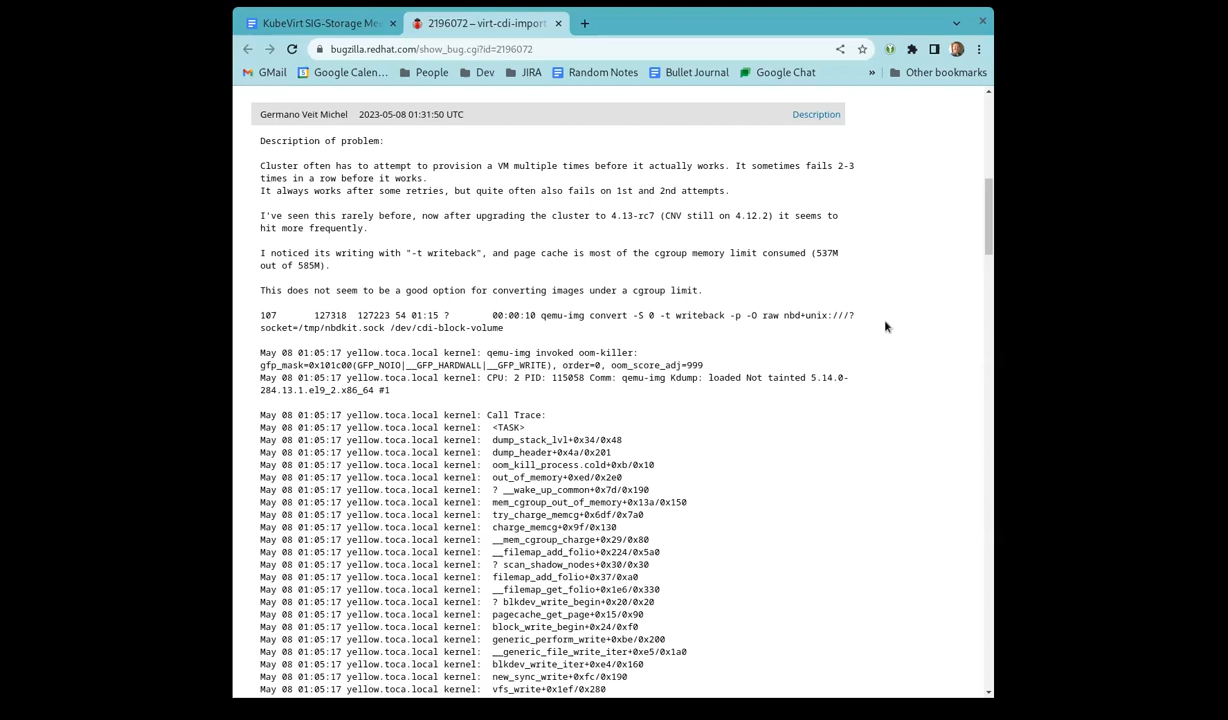 KubeVirt SIG-Storage Me
2196072 – virt-cdi-import
bugzilla.redhat.com/show_bug.cgi?id=2196072
GMail
Google Calen…
People
Dev
JIRA
Random Notes
Bullet Journal
Google Chat
»
Other bookmarks
Germano Veit Michel 2023-05-08 01:31:50 UTC Description
Description of problem:
Cluster often has to attempt to provision a VM multiple times before it actually works. It sometimes fails 2-3
times in a row before it works.
It always works after some retries, but quite often also fails on 1st and 2nd attempts.
I've seen this rarely before, now after upgrading the cluster to 4.13-rc7 (CNV still on 4.12.2) it seems to
hit more frequently.
I noticed its writing with "-t writeback", and page cache is most of the cgroup memory limit consumed (537M
out of 585M).
This does not seem to be a good option for converting images under a cgroup limit.
107 127318 127223 54 01:15 ? 00:00:10 qemu-img convert -S 0 -t writeback -p -O raw nbd+unix:///?
socket=/tmp/nbdkit.sock /dev/cdi-block-volume
May 08 01:05:17 yellow.toca.local kernel: qemu-img invoked oom-killer:
gfp_mask=0x101c00(GFP_NOIO|__GFP_HARDWALL|__GFP_WRITE), order=0, oom_score_adj=999
May 08 01:05:17 yellow.toca.local kernel: CPU: 2 PID: 115058 Comm: qemu-img Kdump: loaded Not tainted 5.14.0-
284.13.1.el9_2.x86_64 #1
May 08 01:05:17 yellow.toca.local kernel: Call Trace:
May 08 01:05:17 yellow.toca.local kernel: <TASK>
May 08 01:05:17 yellow.toca.local kernel: dump_stack_lvl+0x34/0x48
May 08 01:05:17 yellow.toca.local kernel: dump_header+0x4a/0x201
May 08 01:05:17 yellow.toca.local kernel: oom_kill_process.cold+0xb/0x10
May 08 01:05:17 yellow.toca.local kernel: out_of_memory+0xed/0x2e0
May 08 01:05:17 yellow.toca.local kernel: ? __wake_up_common+0x7d/0x190
May 08 01:05:17 yellow.toca.local kernel: mem_cgroup_out_of_memory+0x13a/0x150
May 08 01:05:17 yellow.toca.local kernel: try_charge_memcg+0x6df/0x7a0
May 08 01:05:17 yellow.toca.local kernel: charge_memcg+0x9f/0x130
May 08 01:05:17 yellow.toca.local kernel: __mem_cgroup_charge+0x29/0x80
May 08 01:05:17 yellow.toca.local kernel: __filemap_add_folio+0x224/0x5a0
May 08 01:05:17 yellow.toca.local kernel: ? scan_shadow_nodes+0x30/0x30
May 08 01:05:17 yellow.toca.local kernel: filemap_add_folio+0x37/0xa0
May 08 01:05:17 yellow.toca.local kernel: __filemap_get_folio+0x1e6/0x330
May 08 01:05:17 yellow.toca.local kernel: ? blkdev_write_begin+0x20/0x20
May 08 01:05:17 yellow.toca.local kernel: pagecache_get_page+0x15/0x90
May 08 01:05:17 yellow.toca.local kernel: block_write_begin+0x24/0xf0
May 08 01:05:17 yellow.toca.local kernel: generic_perform_write+0xbe/0x200
May 08 01:05:17 yellow.toca.local kernel: __generic_file_write_iter+0xe5/0x1a0
May 08 01:05:17 yellow.toca.local kernel: blkdev_write_iter+0xe4/0x160
May 08 01:05:17 yellow.toca.local kernel: new_sync_write+0xfc/0x190
May 08 01:05:17 yellow.toca.local kernel: vfs_write+0x1ef/0x280